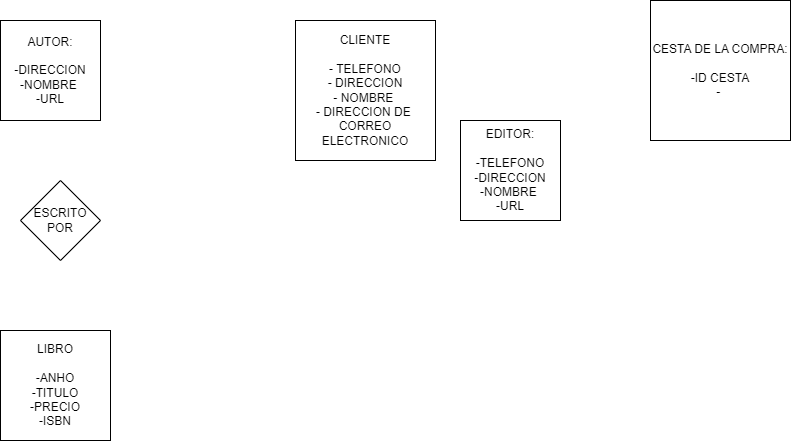 AUTOR:
-DIRECCION
-NOMBRE
-URL
CLIENTE
- TELEFONO
- DIRECCION
- NOMBRE
- DIRECCION DE
CORREO
ELECTRONICO
EDITOR:
-TELEFONO
-DIRECCION
-NOMBRE
-URL
CESTA DE LA COMPRA:
-ID CESTA
-
ESCRITO
POR
LIBRO
-ANHO
-TITULO
-PRECIO
-ISBN